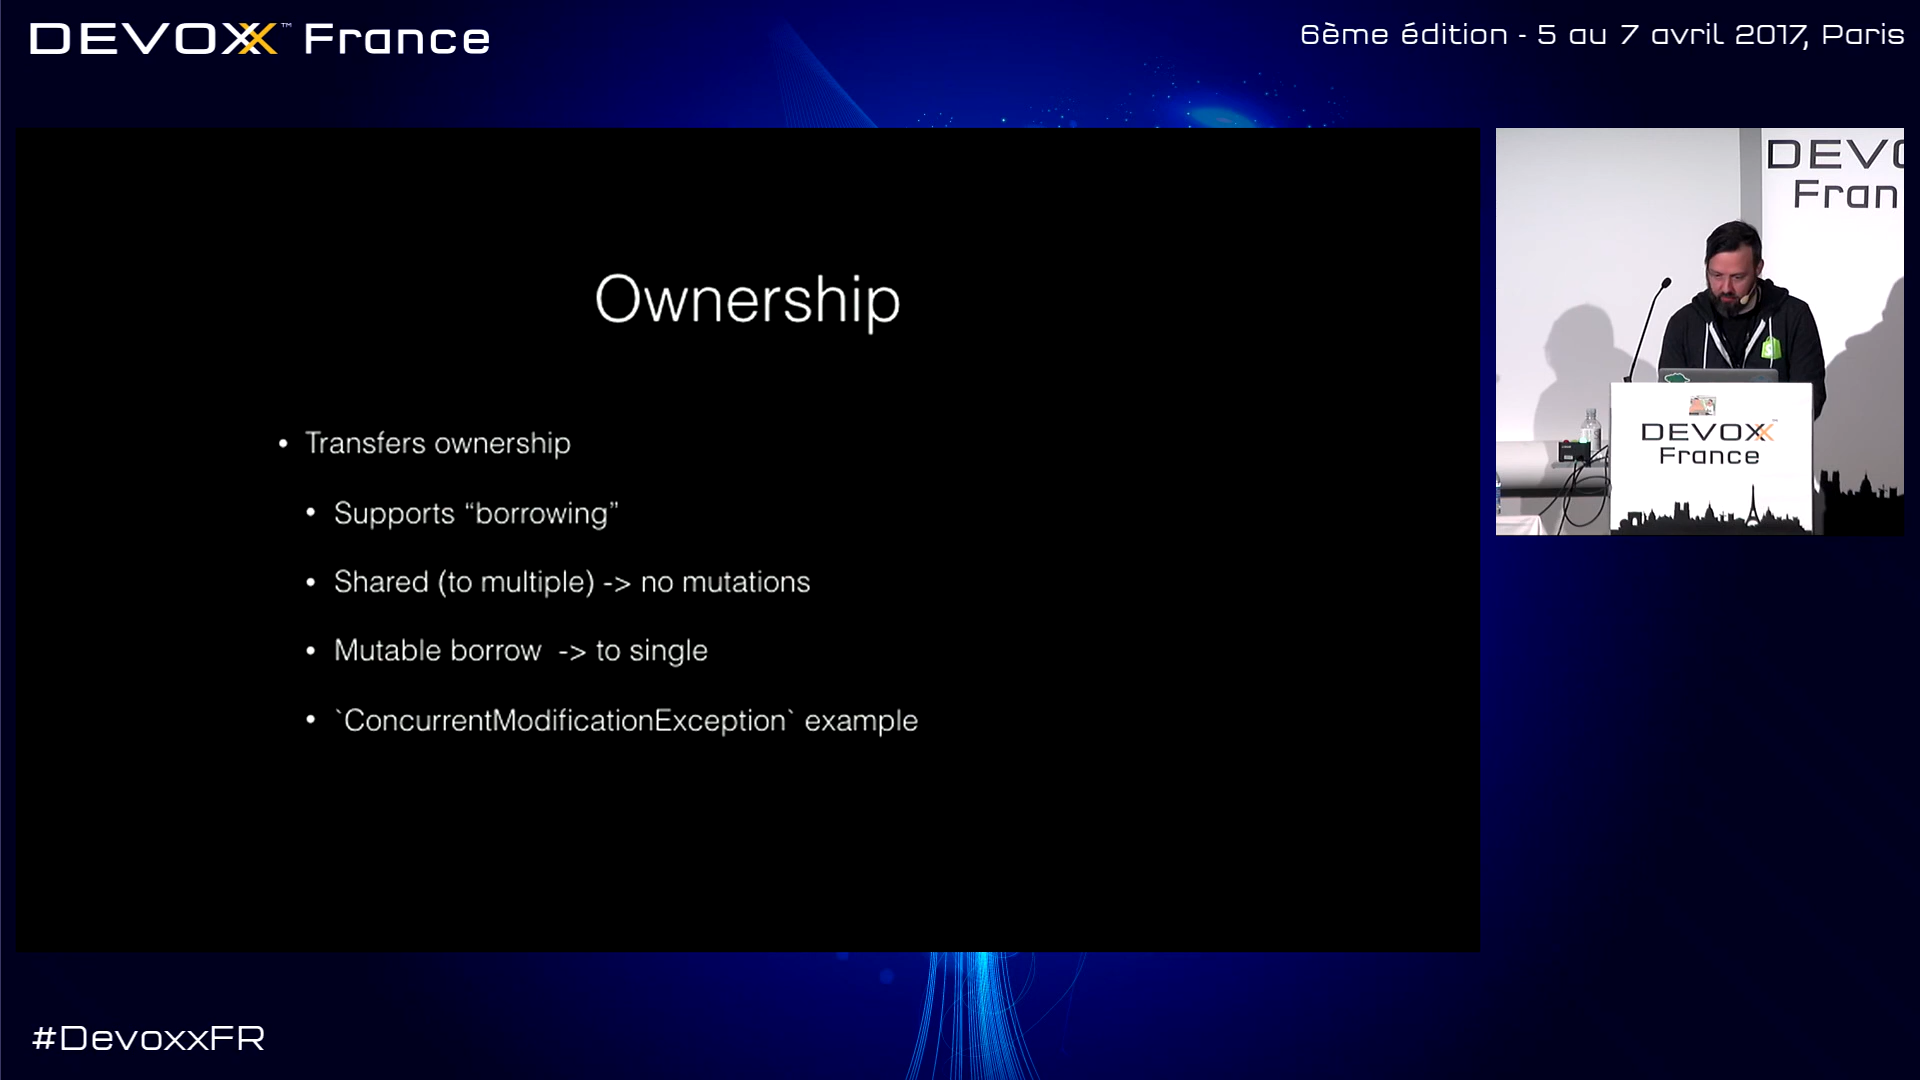 DEVOXX™ France
6ème édition - 5 au 7 avril 2017, Paris
Ownership
• Transfers ownership
• Supports “borrowing”
• Shared (to multiple) -> no mutations
• Mutable borrow -> to single
• `ConcurrentModificationException` example
DEVO
Fran
DEVOXX™
France
#DevoxxFR